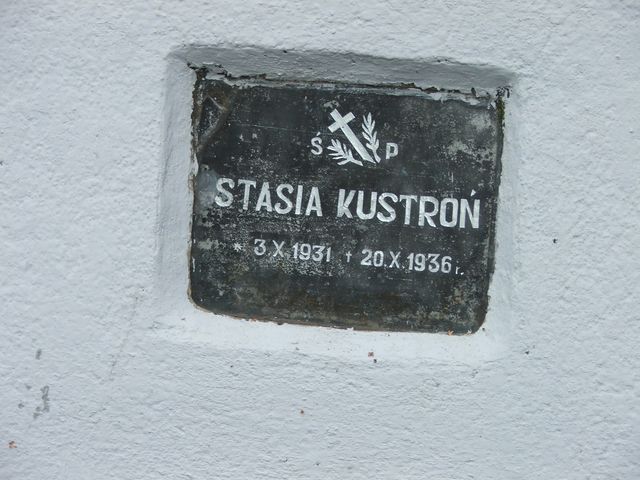 Ś P
STASIA KUSTROŃ
* 3.X.1931 † 20.X.1936 r.